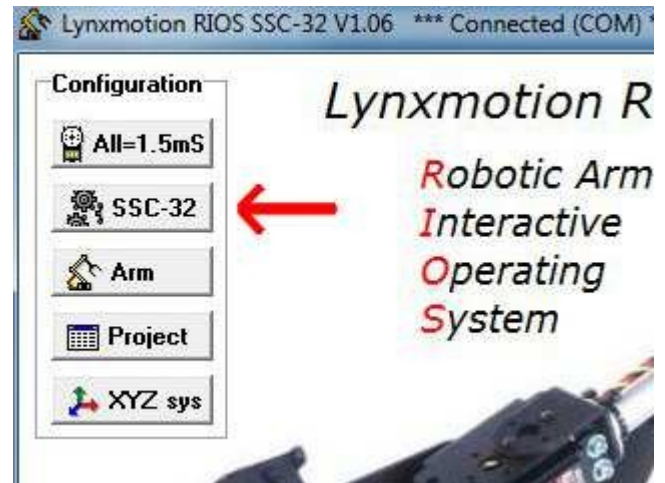 Lynxmotion RIOS SSC-32 V1.06 *** Connected (COM) *
Configuration
Lynxmotion R
All=1.5mS
Robotic Arm
SSC-32
Interactive
Operating
Arm
System
Project
XYZ sys